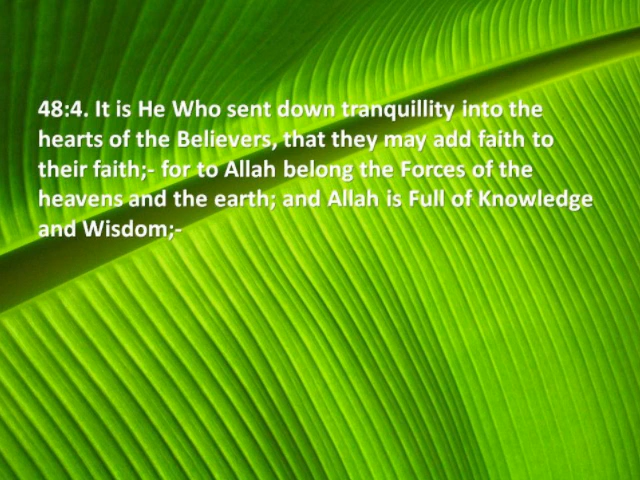 48:4. It is He Who sent down tranquillity into the
hearts of the Believers, that they may add faith to
their faith;- for to Allah belong the Forces of the
heavens and the earth; and Allah is Full of Knowledge
and Wisdom;-